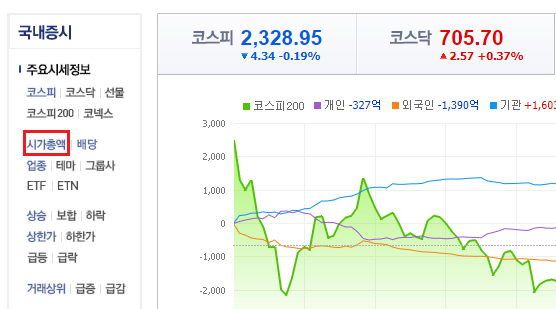 국내증시
주요시세정보
코스피 코스닥 선물
코스피200 코넥스
시가총액 배당
업종 테마 그룹사
ETF ETN
상승 보합 하락
상한가 하한가
급등 급락
거래상위 급증 급감
코스피 2,328.95
▼4.34 -0.19%
코스닥 705.70
▲2.57 +0.37%
코스피200 개인 -327억 외국인 -1,390억 기관 +1,603
3,000
2,000
1,000
0
-1,000
-2,000